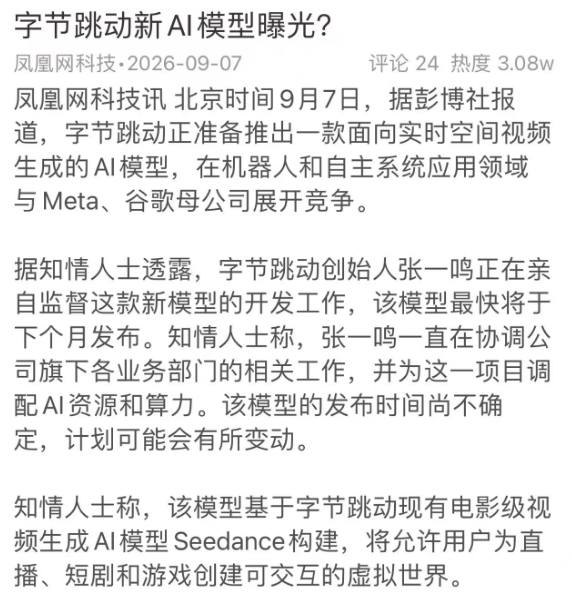 字节跳动新AI模型曝光?
凤凰网科技·2026-09-07 评论 24 热度 3.08w
凤凰网科技讯 北京时间9月7日，据彭博社报
道，字节跳动正准备推出一款面向实时空间视频
生成的AI模型，在机器人和自主系统应用领域
与Meta、谷歌母公司展开竞争。
据知情人士透露，字节跳动创始人张一鸣正在亲
自监督这款新模型的开发工作，该模型最快将于
下个月发布。知情人士称，张一鸣一直在协调公
司旗下各业务部门的相关工作，并为这一项目调
配AI资源和算力。该模型的发布时间尚不确
定，计划可能会有所变动。
知情人士称，该模型基于字节跳动现有电影级视
频生成AI模型Seedance构建，将允许用户为直
播、短剧和游戏创建可交互的虚拟世界。